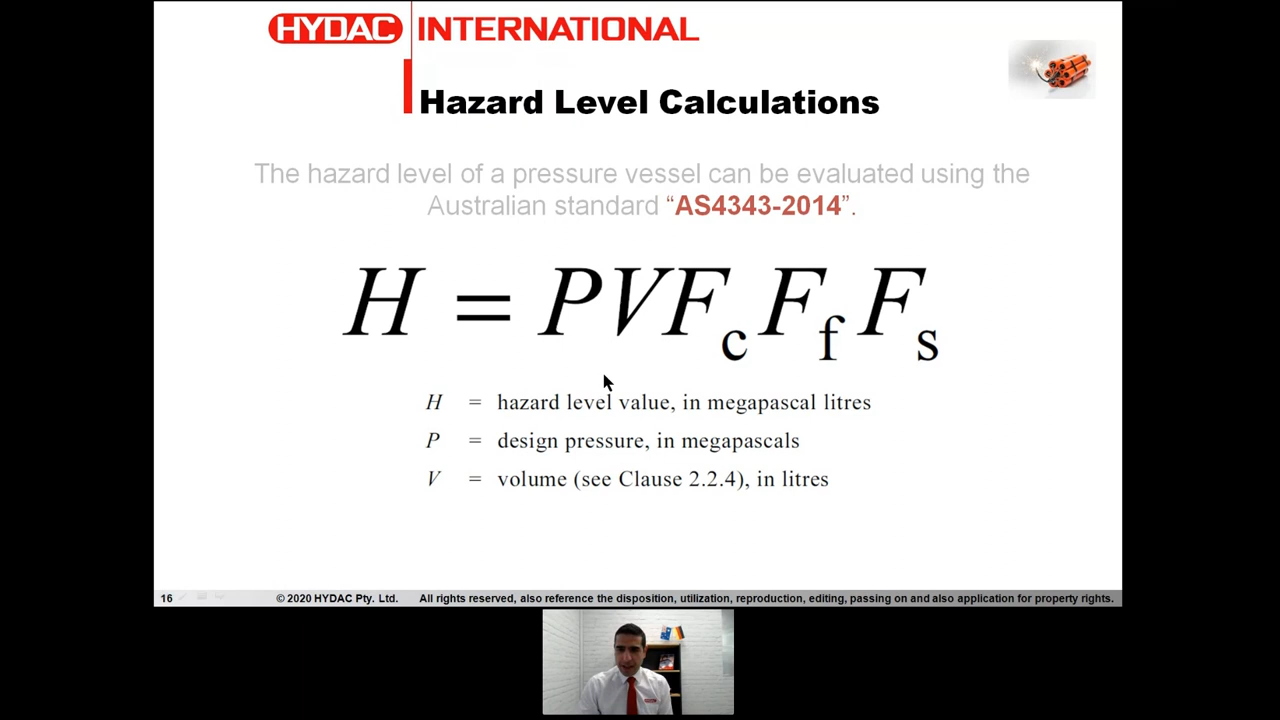 HYDAC INTERNATIONAL
Hazard Level Calculations
The hazard level of a pressure vessel can be evaluated using the
Australian standard “AS4343-2014”.
H = PVF_c F_f F_s
H = hazard level value, in megapascal litres
P = design pressure, in megapascals
V = volume (see Clause 2.2.4), in litres
16 © 2020 HYDAC Pty. Ltd. All rights reserved, also reference the disposition, utilization, reproduction, editing, passing on and also application for property rights.